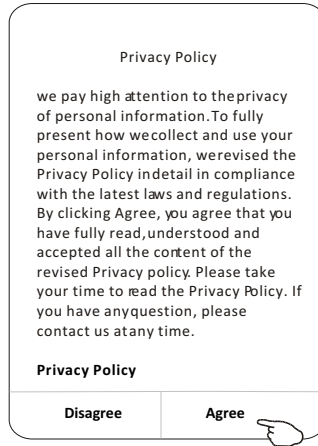 Privacy Policy
we pay high attention to theprivacy
of personal information.To fully
present how wecollect and use your
personal information, werevised the
Privacy Policy indetail in compliance
with the latest laws and regulations.
By clicking Agree, you agree that you
have fully read,understood and
accepted all the content of the
revised Privacy policy. Please take
your time to read the Privacy Policy. If
you have anyquestion, please
contact us atany time.
Privacy Policy
Disagree Agree